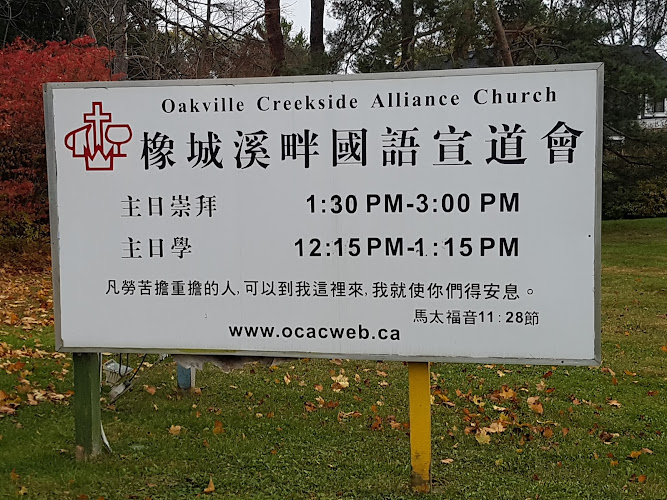 Oakville Creekside Alliance Church
橡城溪畔國語宣道會
主日崇拜 1:30 PM-3:00 PM
主日學 12:15 PM-1:15 PM
凡勞苦擔重擔的人,可以到我這裡來,我就使你們得安息。
馬太福音11:28節
www.ocacweb.ca